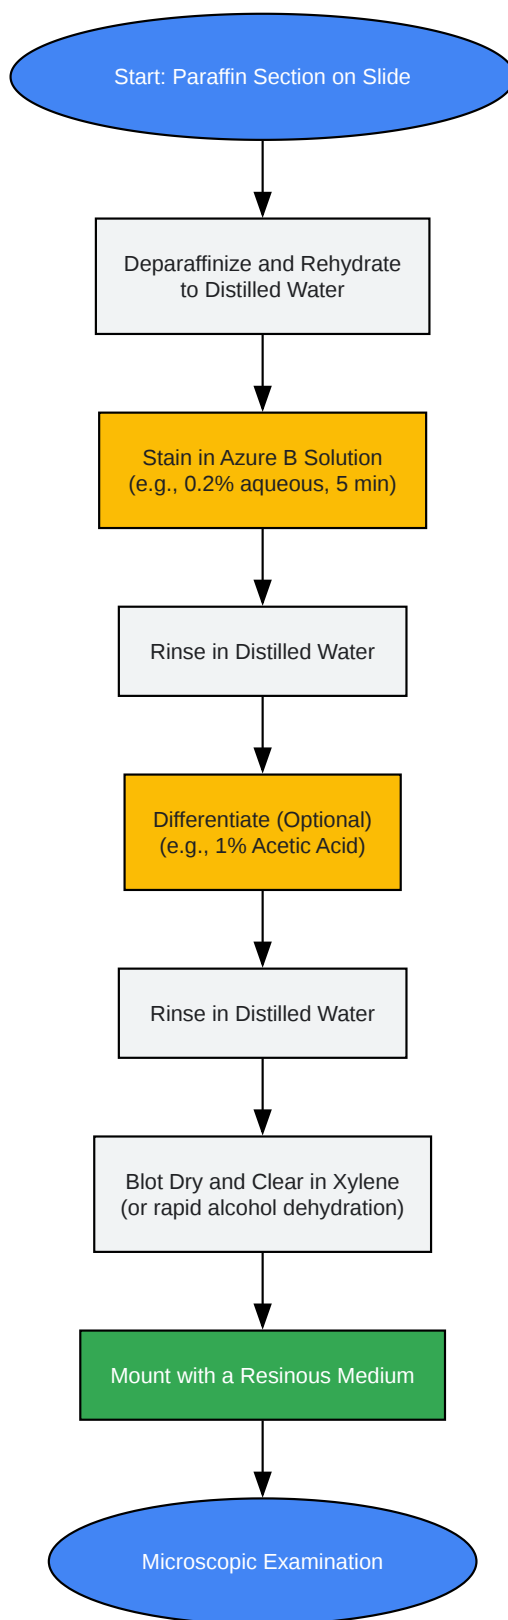 Start: Paraffin Section on Slide
Deparaffinize and Rehydrate
to Distilled Water
Stain in Azure B Solution
(e.g., 0.2% aqueous, 5 min)
Rinse in Distilled Water
Differentiate (Optional)
(e.g., 1% Acetic Acid)
Rinse in Distilled Water
Blot Dry and Clear in Xylene
(or rapid alcohol dehydration)
Mount with a Resinous Medium
Microscopic Examination